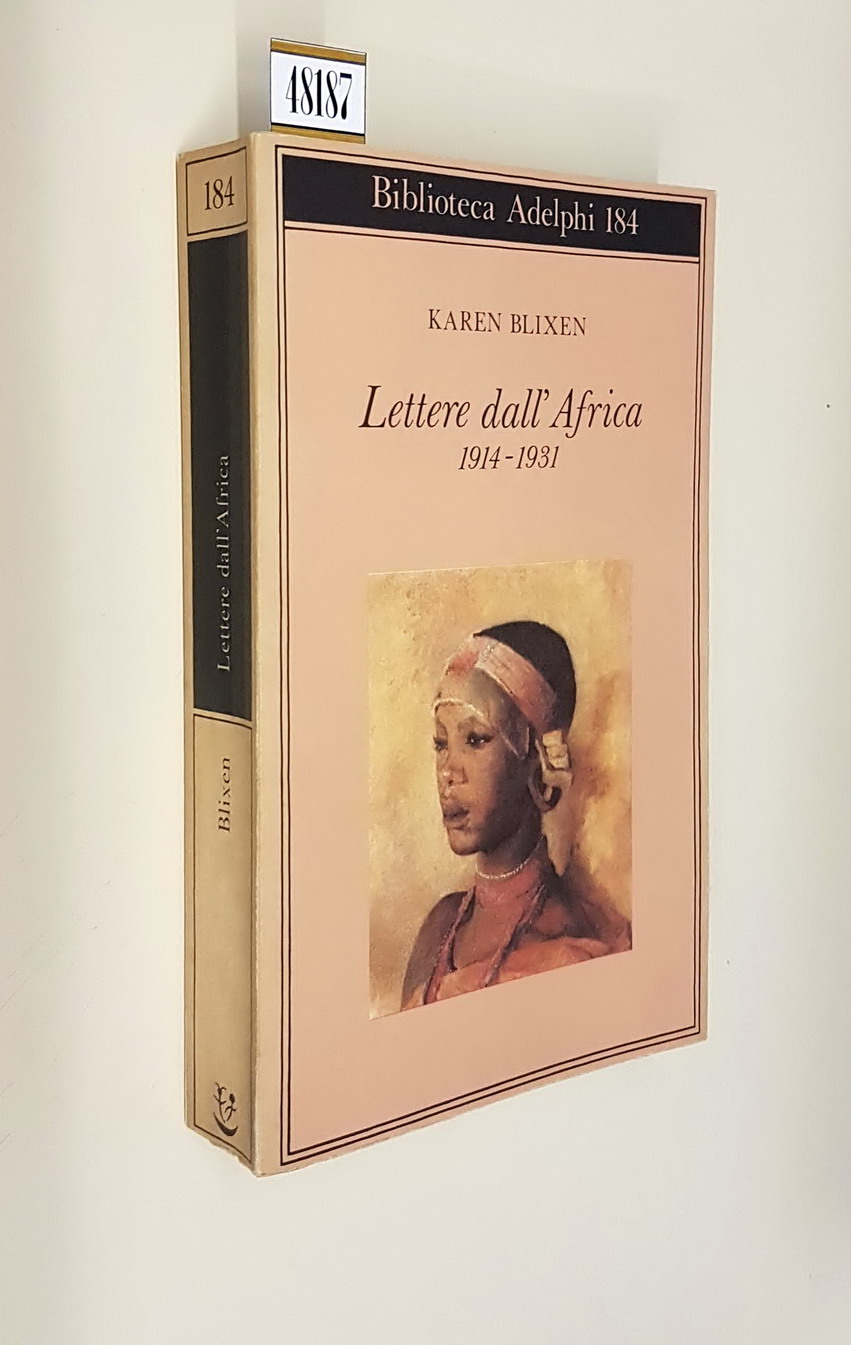 48187
184
Lettere dall'Africa
Blixen
Biblioteca Adelphi 184
KAREN BLIXEN
Lettere dall'Africa
1914-1931